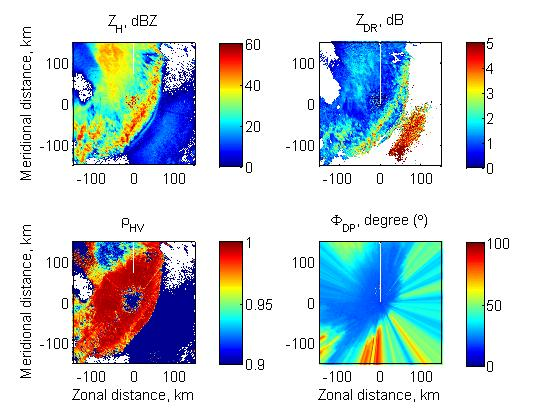 Z_H, dBZ
Z_DR, dB
Meridional distance, km
100
0
-100
-100 0 100
60
40
20
0
100
0
-100
-100 0 100
5
4
3
2
1
0
ρ_HV
Φ_DP, degree (º)
Meridional distance, km
100
0
-100
-100 0 100
Zonal distance, km
1
0.95
0.9
100
0
-100
-100 0 100
Zonal distance, km
100
50
0